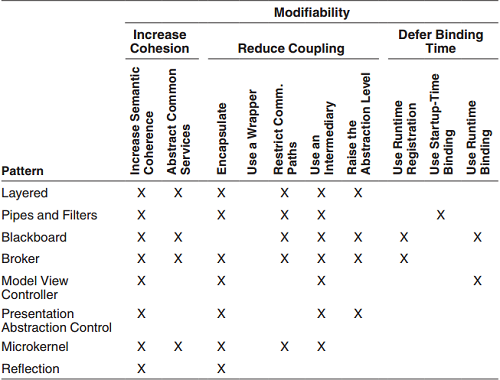 Modifiability
Increase Cohesion
Reduce Coupling
Defer Binding Time
Pattern
Increase Semantic Coherence
Abstract Common Services
Encapsulate
Use a Wrapper
Restrict Comm. Paths
Use an Intermediary
Raise the Abstraction Level
Use Runtime Registration
Use Startup-Time Binding
Use Runtime Binding
Layered X X X X X X
Pipes and Filters X X X X X
Blackboard X X X X X X X
Broker X X X X X X X
Model View Controller X X X X
Presentation Abstraction Control X X X X
Microkernel X X X X X
Reflection X X